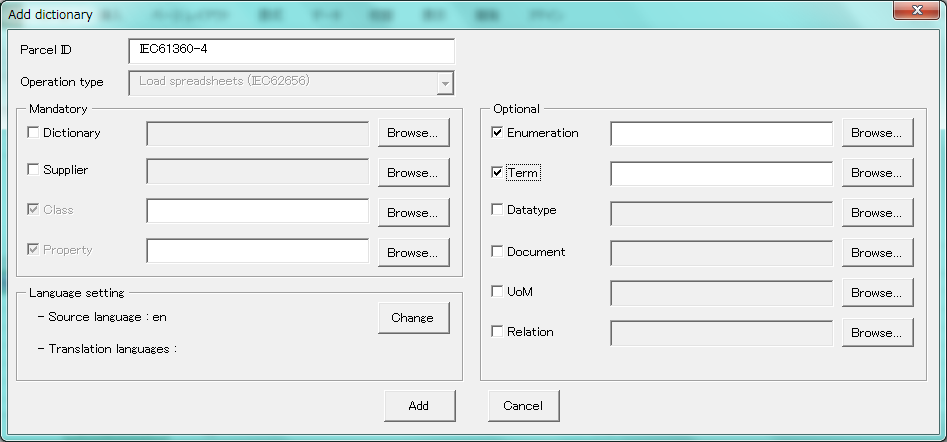 Add dictionary
Parcel ID
IEC61360-4
Operation type
Load spreadsheets (IEC62656)
Mandatory
Dictionary
Browse...
Supplier
Browse...
Class
Browse...
Property
Browse...
Language setting
- Source language : en
Change
- Translation languages :
Optional
Enumeration
Browse...
Term
Browse...
Datatype
Browse...
Document
Browse...
UoM
Browse...
Relation
Browse...
Add
Cancel